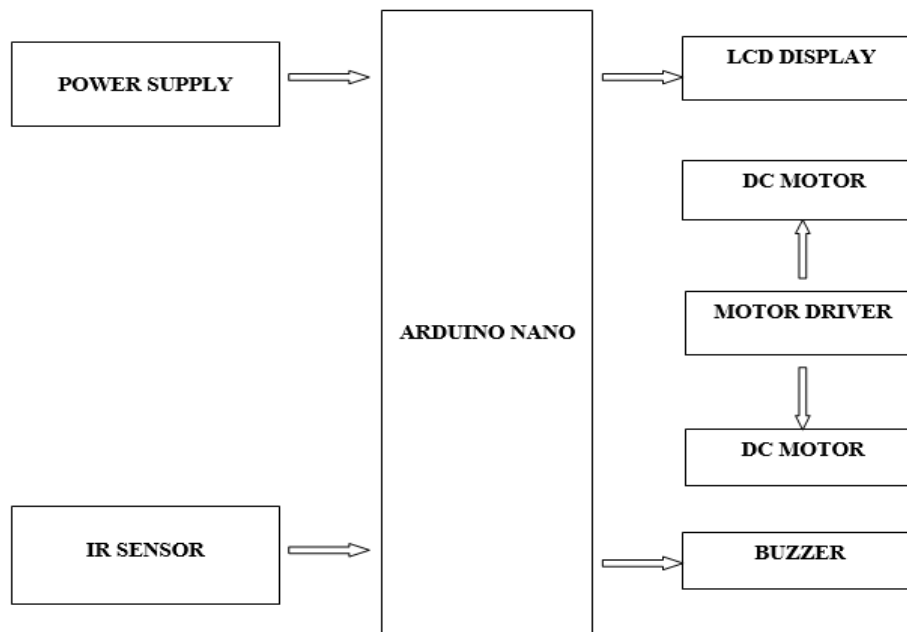 POWER SUPPLY
IR SENSOR
ARDUINO NANO
LCD DISPLAY
DC MOTOR
MOTOR DRIVER
DC MOTOR
BUZZER